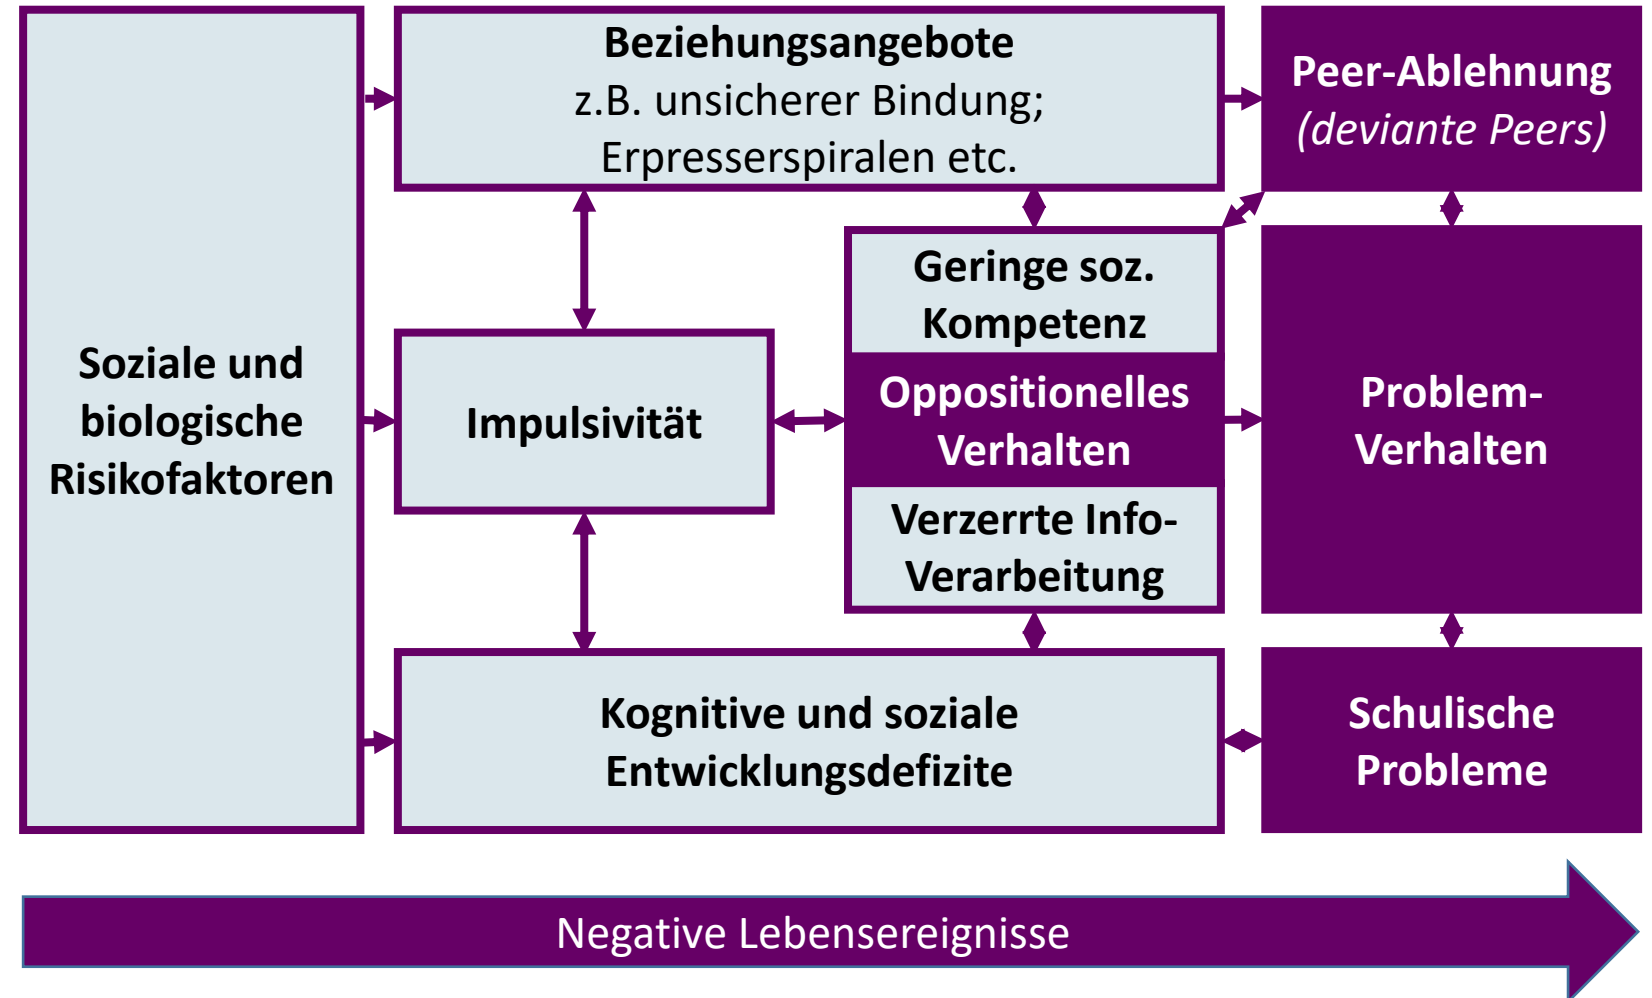 Soziale und
biologische
Risikofaktoren
Beziehungsangebote
z.B. unsicherer Bindung;
Erpresserspiralen etc.
Impulsivität
Geringe soz.
Kompetenz
Oppositionelles
Verhalten
Verzerrte Info-
Verarbeitung
Kognitive und soziale
Entwicklungsdefizite
Peer-Ablehnung
(deviante Peers)
Problem-
Verhalten
Schulische
Probleme
Negative Lebensereignisse